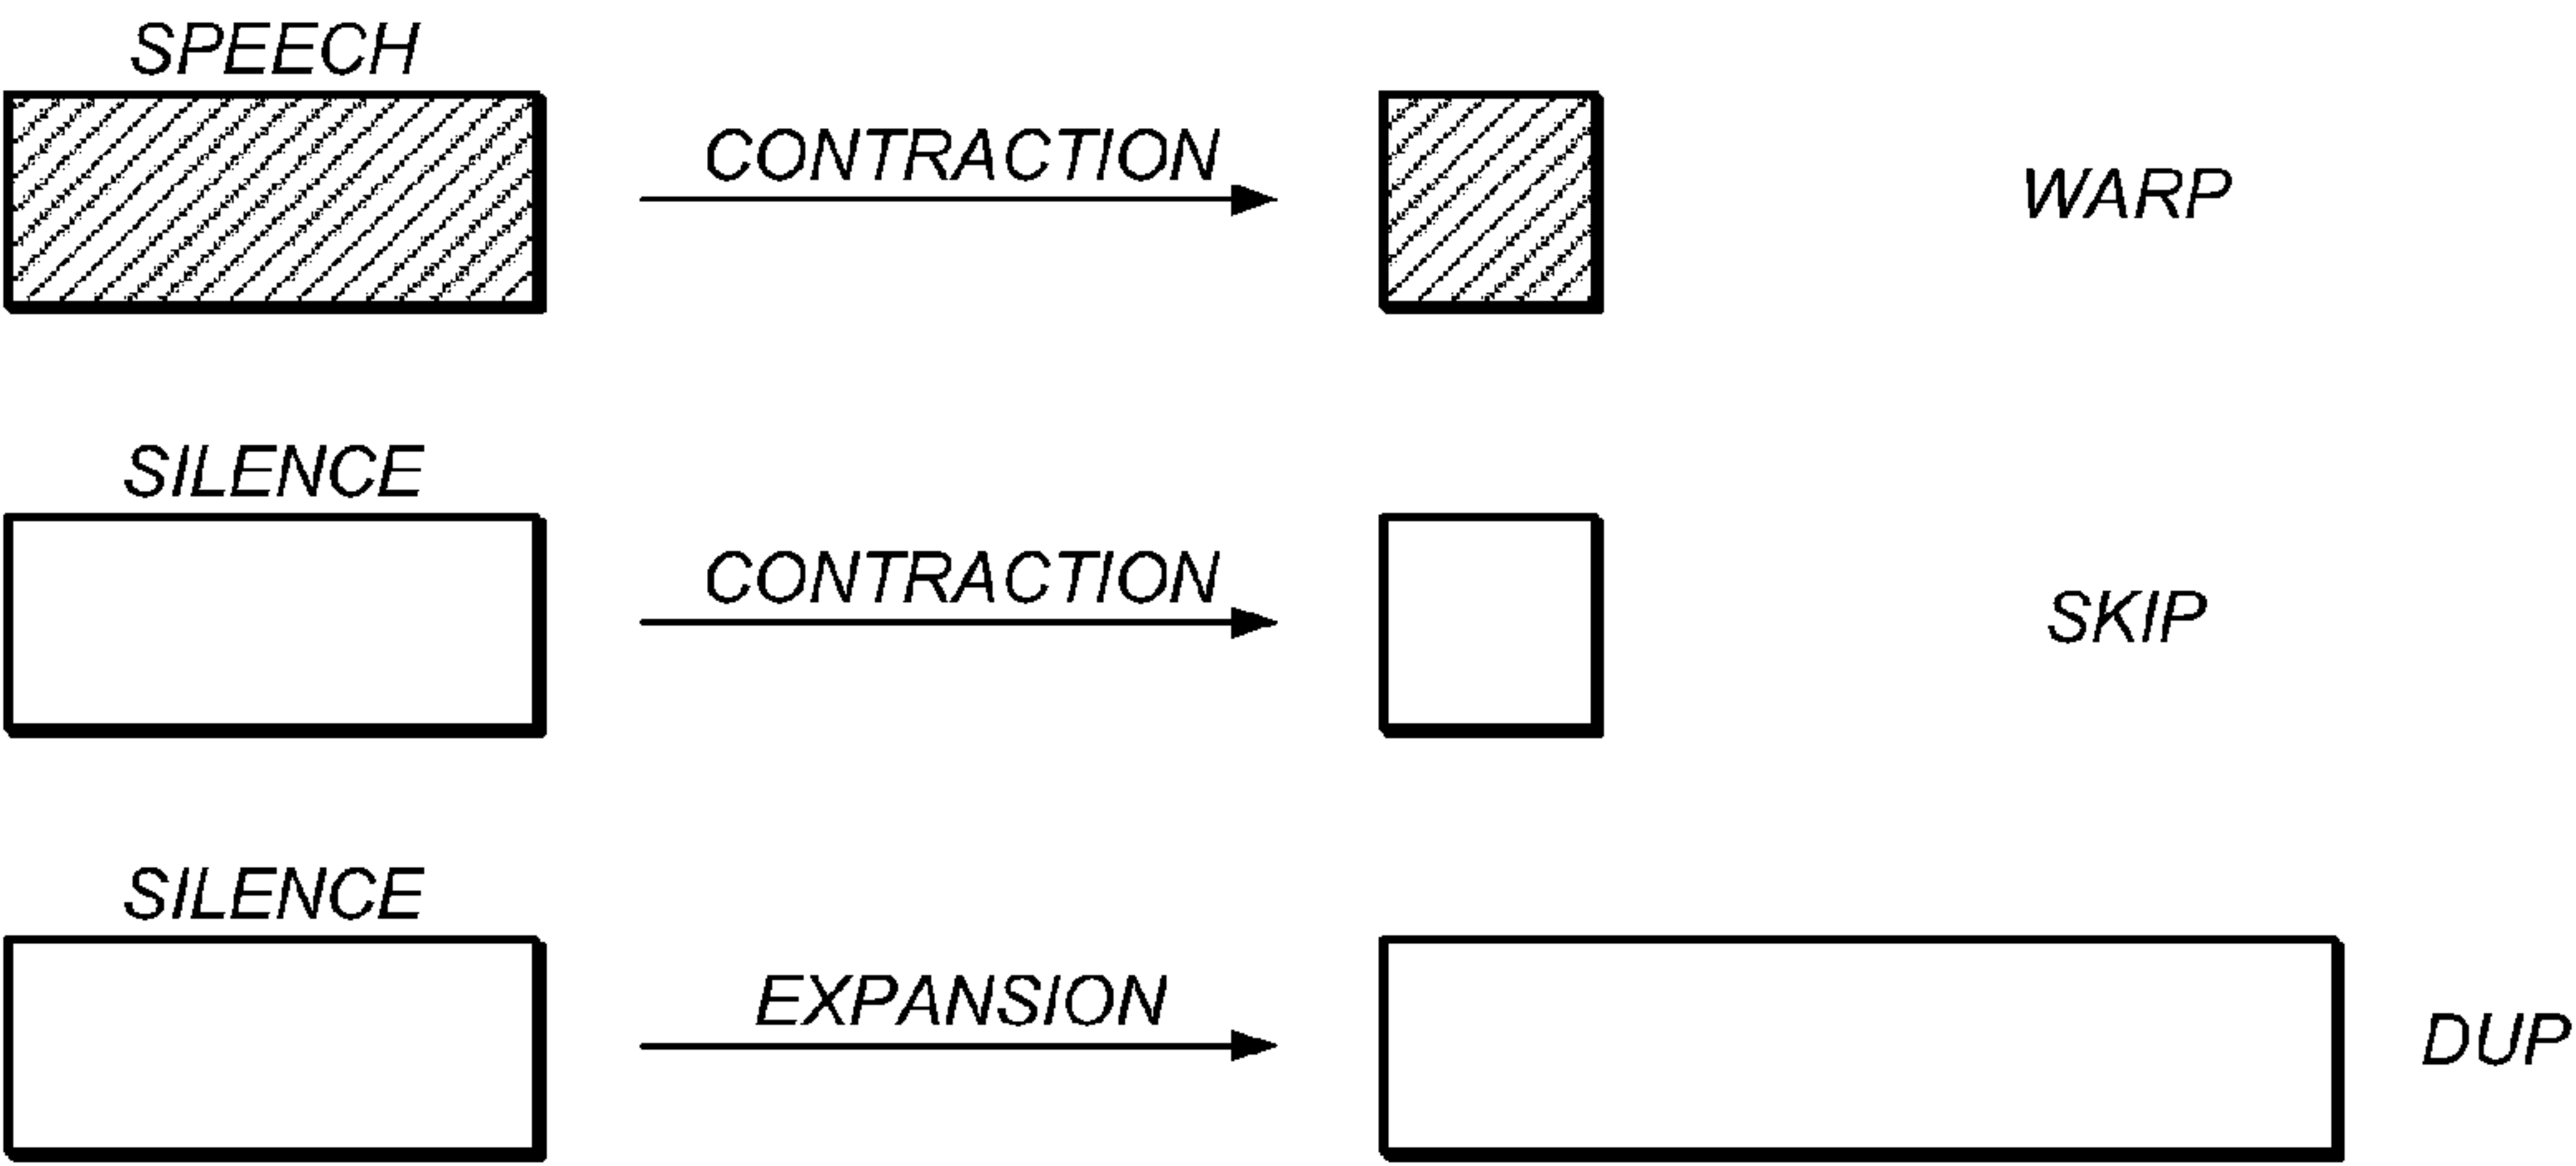 SPEECH
CONTRACTION
WARP
SILENCE
CONTRACTION
SKIP
SILENCE
EXPANSION
DUP